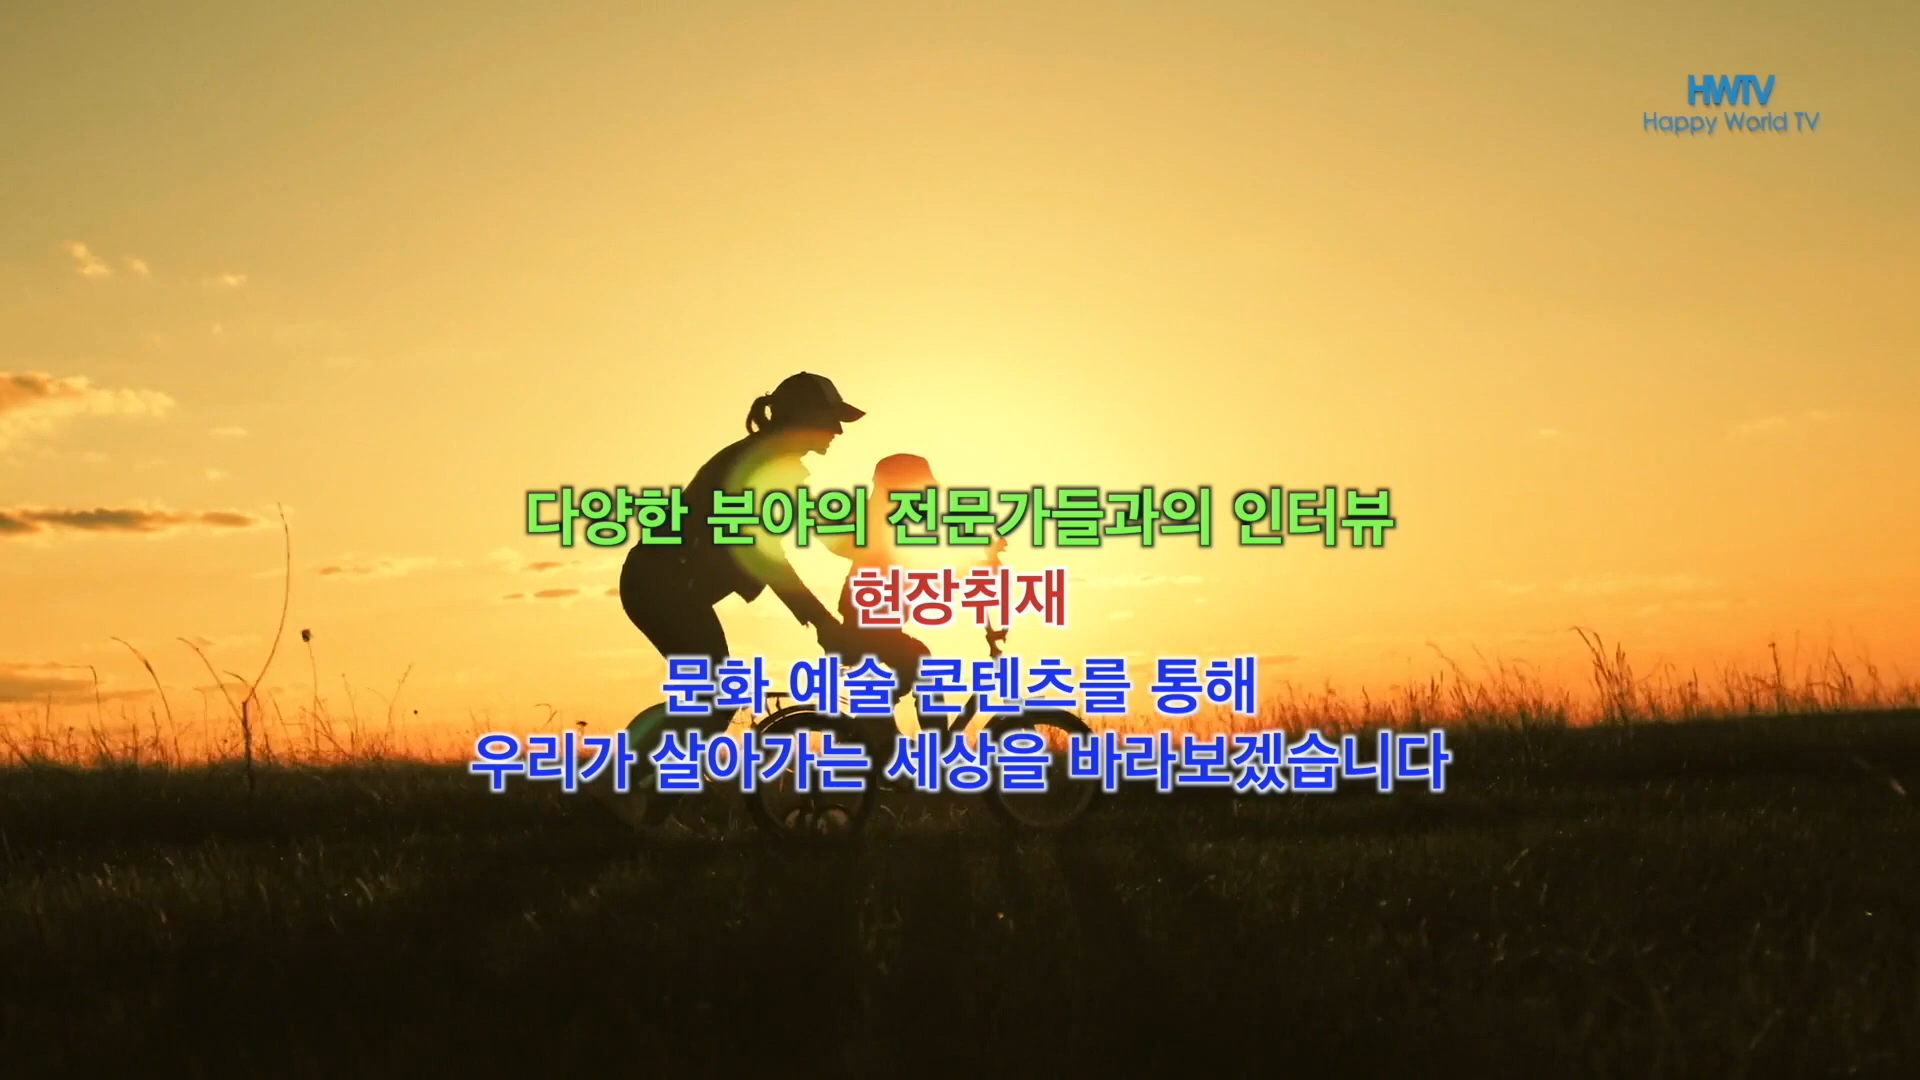 HWTV
Happy World TV
다양한 분야의 전문가들과의 인터뷰
현장취재
문화 예술 콘텐츠를 통해
우리가 살아가는 세상을 바라보겠습니다